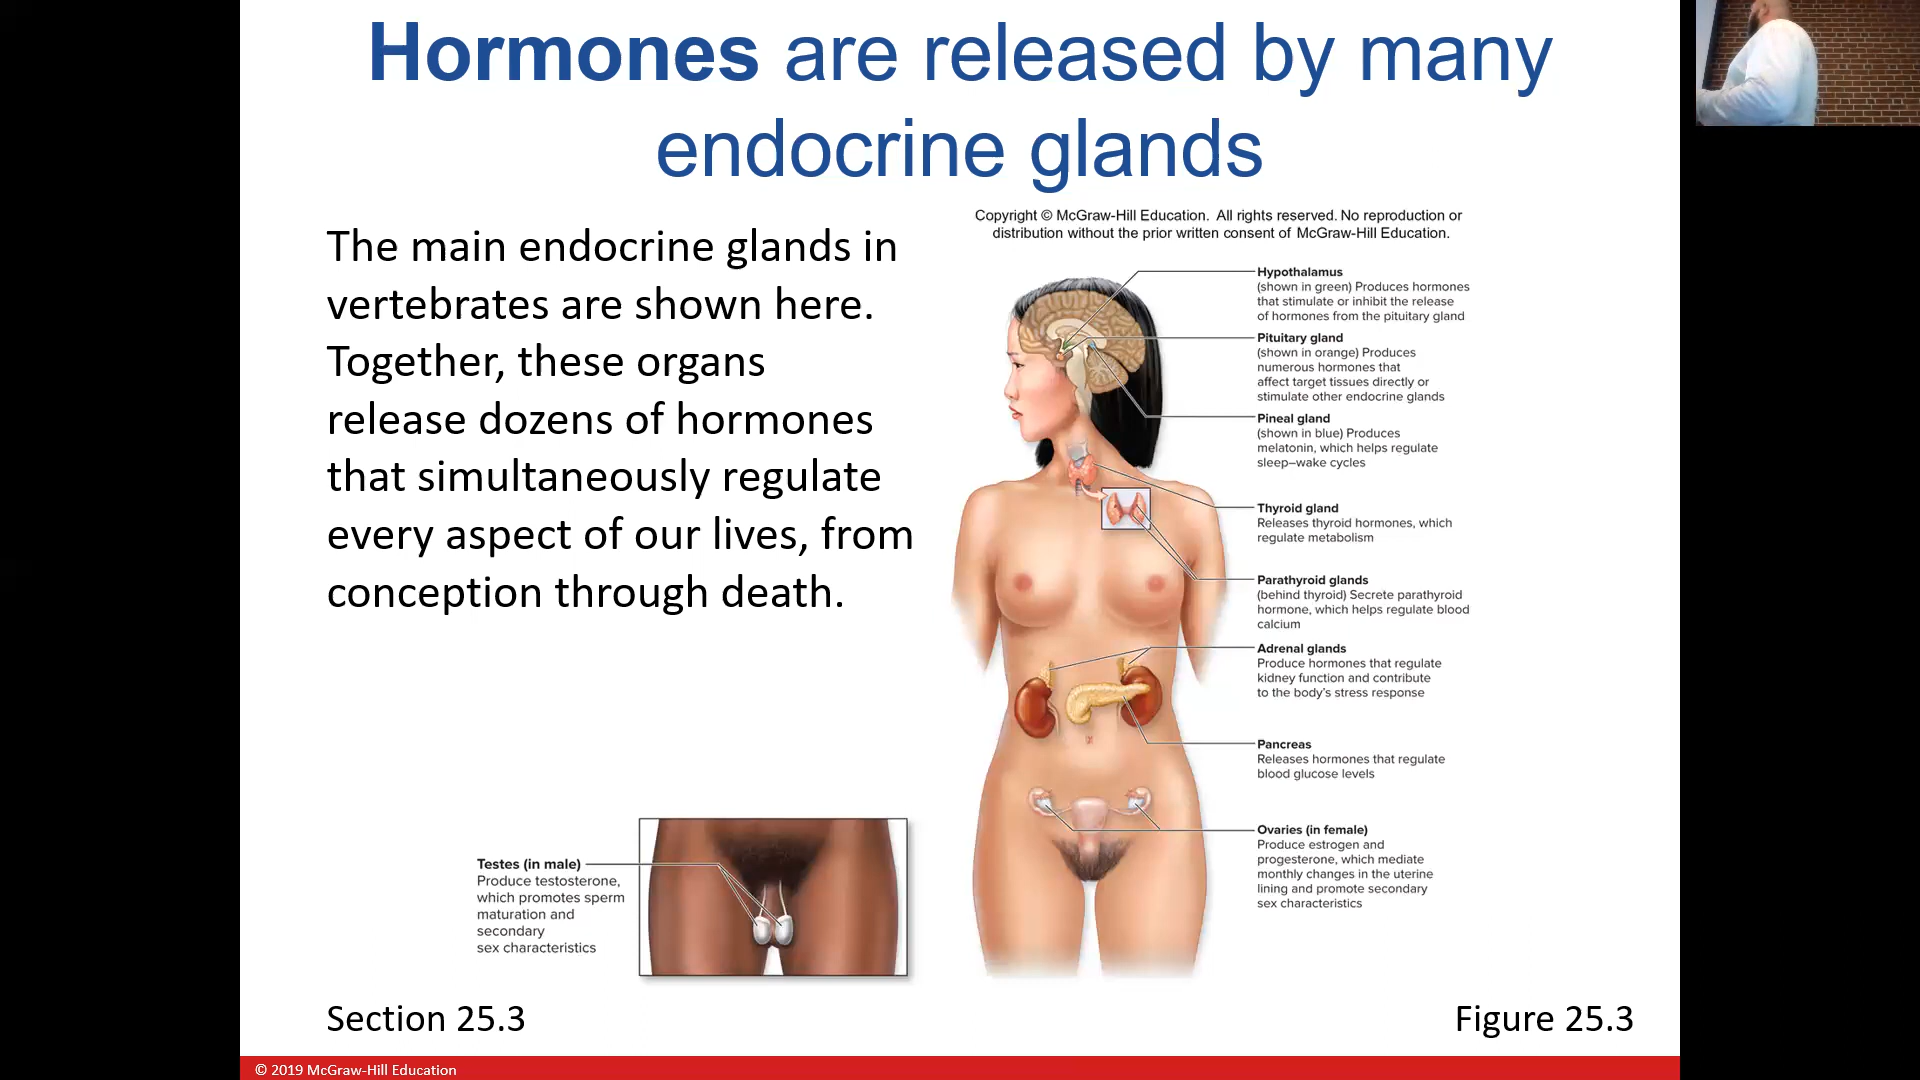 Hormones are released by many
endocrine glands
The main endocrine glands in
vertebrates are shown here.
Together, these organs
release dozens of hormones
that simultaneously regulate
every aspect of our lives, from
conception through death.
Copyright © McGraw-Hill Education. All rights reserved. No reproduction or
distribution without the prior written consent of McGraw-Hill Education.
Hypothalamus
(shown in green) Produces hormones
that stimulate or inhibit the release
of hormones from the pituitary gland
Pituitary gland
(shown in orange) Produces
numerous hormones that
affect target tissues directly or
stimulate other endocrine glands
Pineal gland
(shown in blue) Produces
melatonin, which helps regulate
sleep–wake cycles
Thyroid gland
Releases thyroid hormones, which
regulate metabolism
Parathyroid glands
(behind thyroid) Secrete parathyroid
hormone, which helps regulate blood
calcium
Adrenal glands
Produce hormones that regulate
kidney function and contribute
to the body's stress response
Pancreas
Releases hormones that regulate
blood glucose levels
Ovaries (in female)
Produce estrogen and
progesterone, which mediate
monthly changes in the uterine
lining and promote secondary
sex characteristics
Testes (in male)
Produce testosterone,
which promotes sperm
maturation and
secondary
sex characteristics
Section 25.3
Figure 25.3
© 2019 McGraw-Hill Education